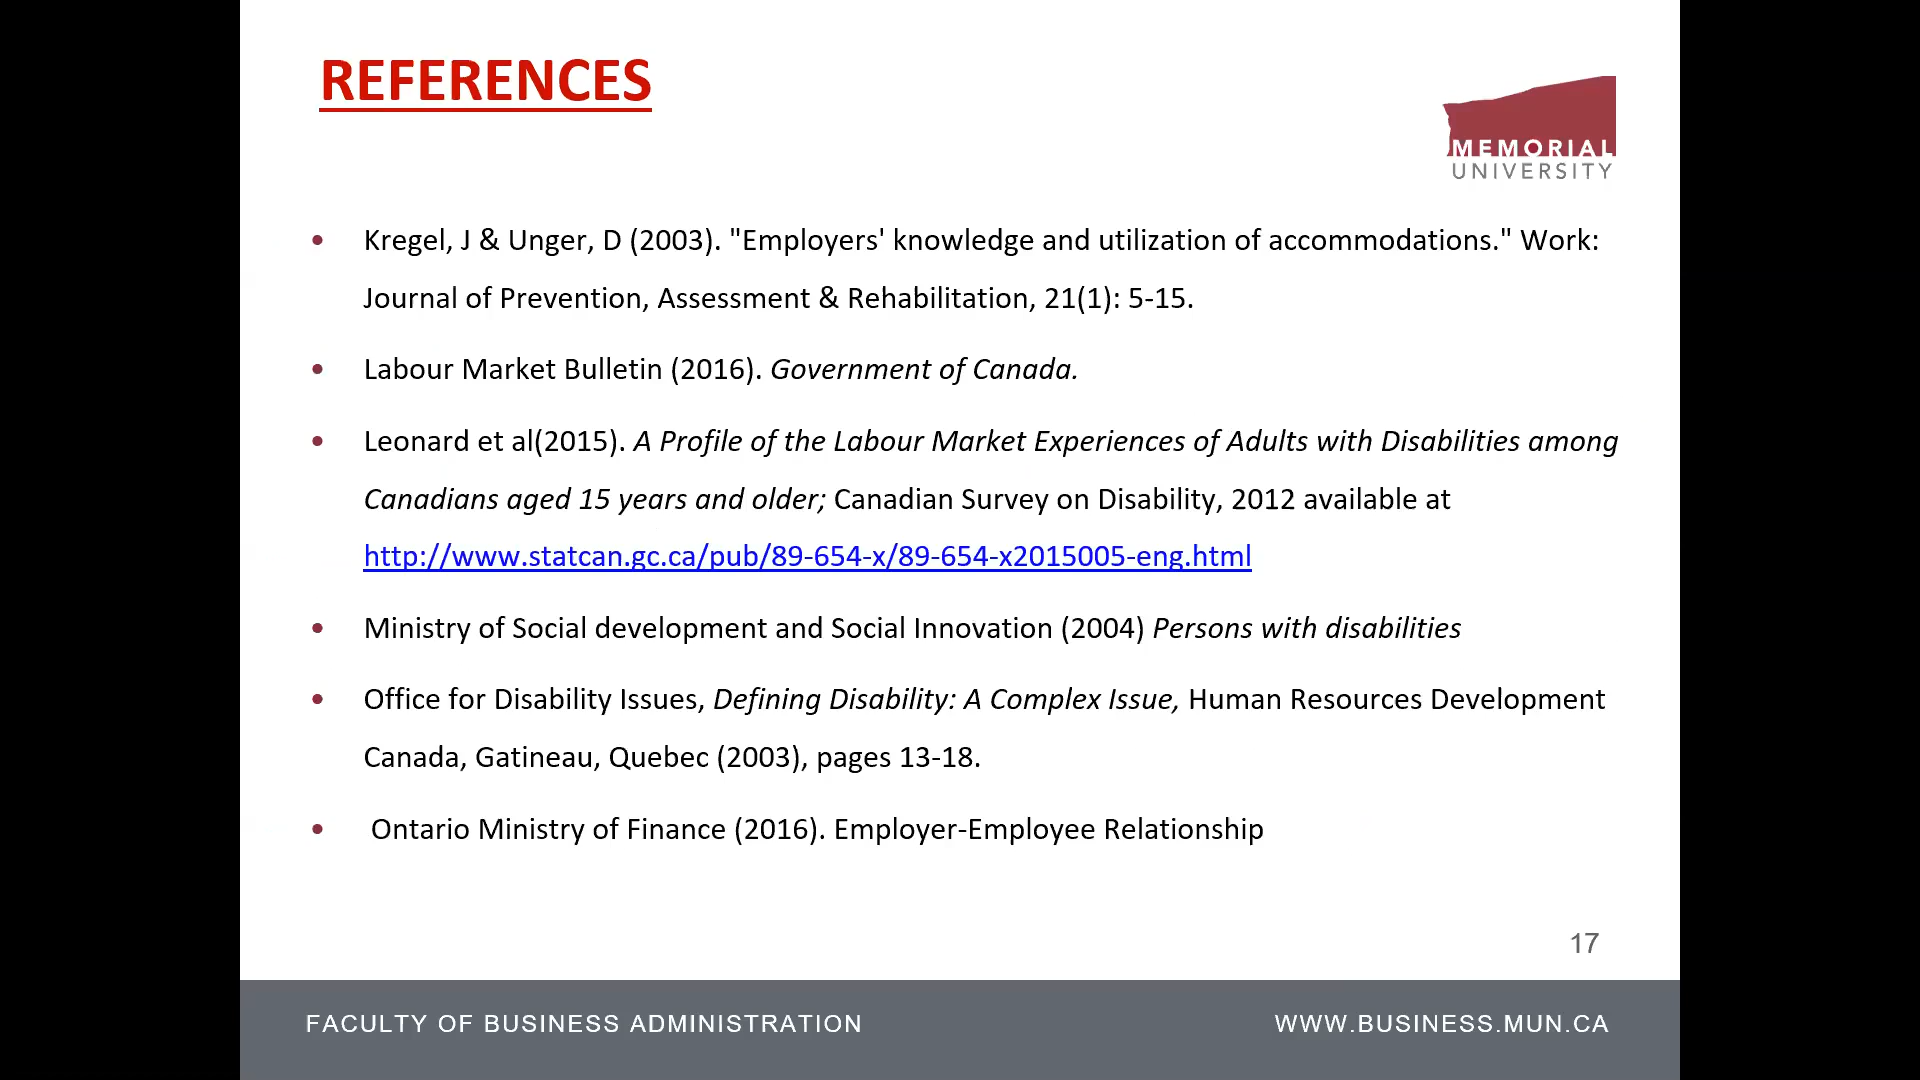 REFERENCES
MEMORIAL
UNIVERSITY
• Kregel, J & Unger, D (2003). "Employers' knowledge and utilization of accommodations." Work:
Journal of Prevention, Assessment & Rehabilitation, 21(1): 5-15.
• Labour Market Bulletin (2016). Government of Canada.
• Leonard et al(2015). A Profile of the Labour Market Experiences of Adults with Disabilities among
Canadians aged 15 years and older; Canadian Survey on Disability, 2012 available at
http://www.statcan.gc.ca/pub/89-654-x/89-654-x2015005-eng.html
• Ministry of Social development and Social Innovation (2004) Persons with disabilities
• Office for Disability Issues, Defining Disability: A Complex Issue, Human Resources Development
Canada, Gatineau, Quebec (2003), pages 13-18.
• Ontario Ministry of Finance (2016). Employer-Employee Relationship
17
FACULTY OF BUSINESS ADMINISTRATION
WWW.BUSINESS.MUN.CA